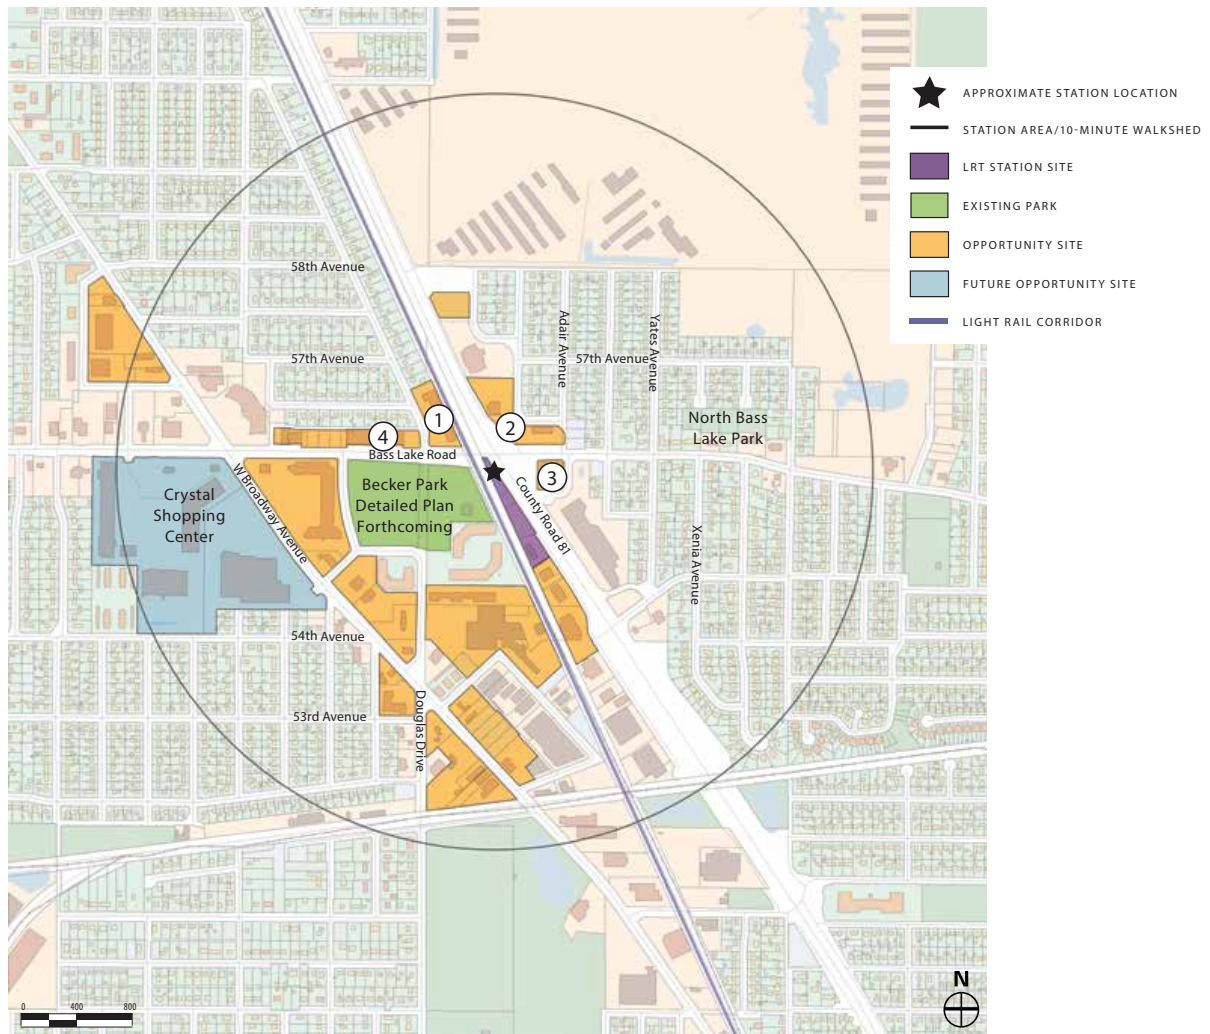 APPROXIMATE STATION LOCATION
STATION AREA/10-MINUTE WALKSHED
LRT STATION SITE
EXISTING PARK
OPPORTUNITY SITE
FUTURE OPPORTUNITY SITE
LIGHT RAIL CORRIDOR
58th Avenue
57th Avenue
Adair Avenue
57th Avenue
Yates Avenue
1
2
4
Bass Lake Road
North Bass
Lake Park
3
Crystal
Shopping
Center
W Broadway Avenue
Becker Park
Detailed Plan
Forthcoming
County Road 81
Xenia Avenue
54th Avenue
53rd Avenue
Douglas Drive
0 400 800
N